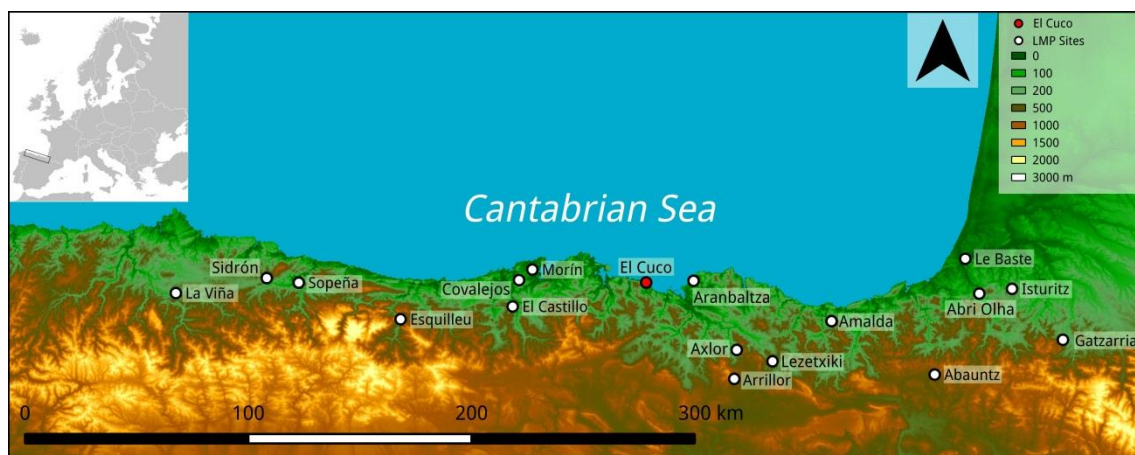 El Cuco
LMP Sites
0
100
200
500
1000
1500
2000
3000 m
Cantabrian Sea
Sidrón
La Viña
Sopeña
Esquilleu
Covalejos
Morín
El Castillo
El Cuco
Aranbaltza
Axlor
Arrillor
Lezetxiki
Amalda
Le Baste
Abri Olha
Isturitz
Gatzarria
Abauntz
0
100
200
300 km